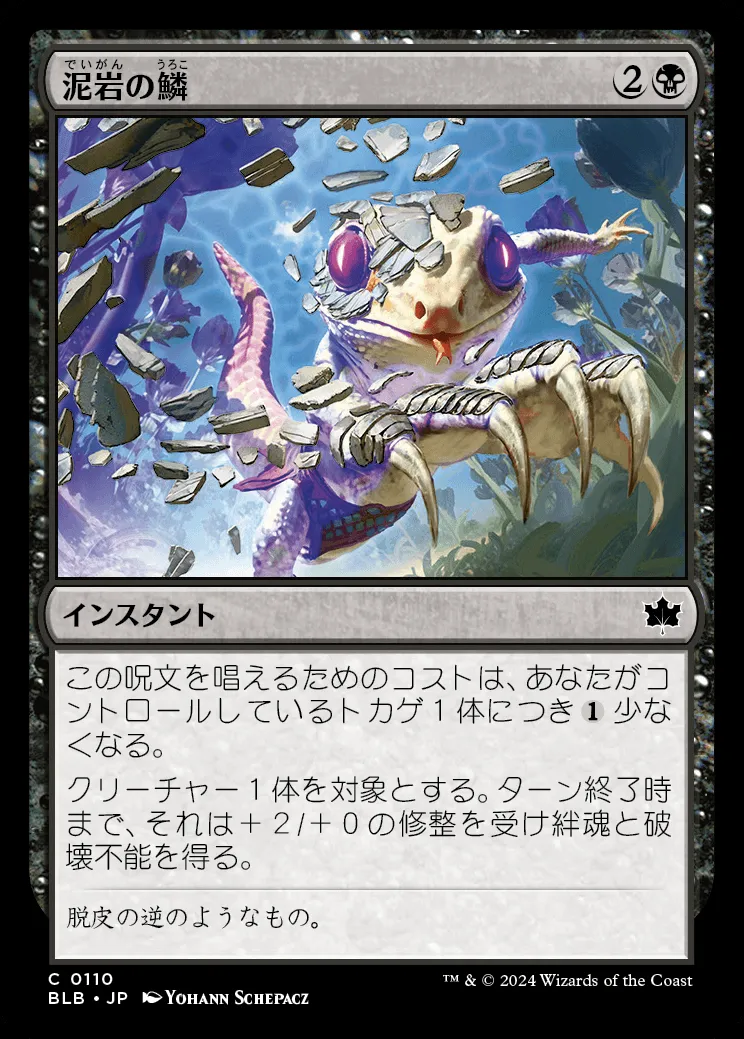 でいがん うろこ
泥岩の鱗 2
インスタント
この呪文を唱えるためのコストは、あなたがコ
ントロールしているトカゲ1体につき 1 少な
くなる。
クリーチャー1体を対象とする。ターン終了時
まで、それは+2/+0の修整を受け絆魂と破
壊不能を得る。
脱皮の逆のようなもの。
C 0110
BLB • JP YOHANN SCHEPACZ
™ & © 2024 Wizards of the Coast